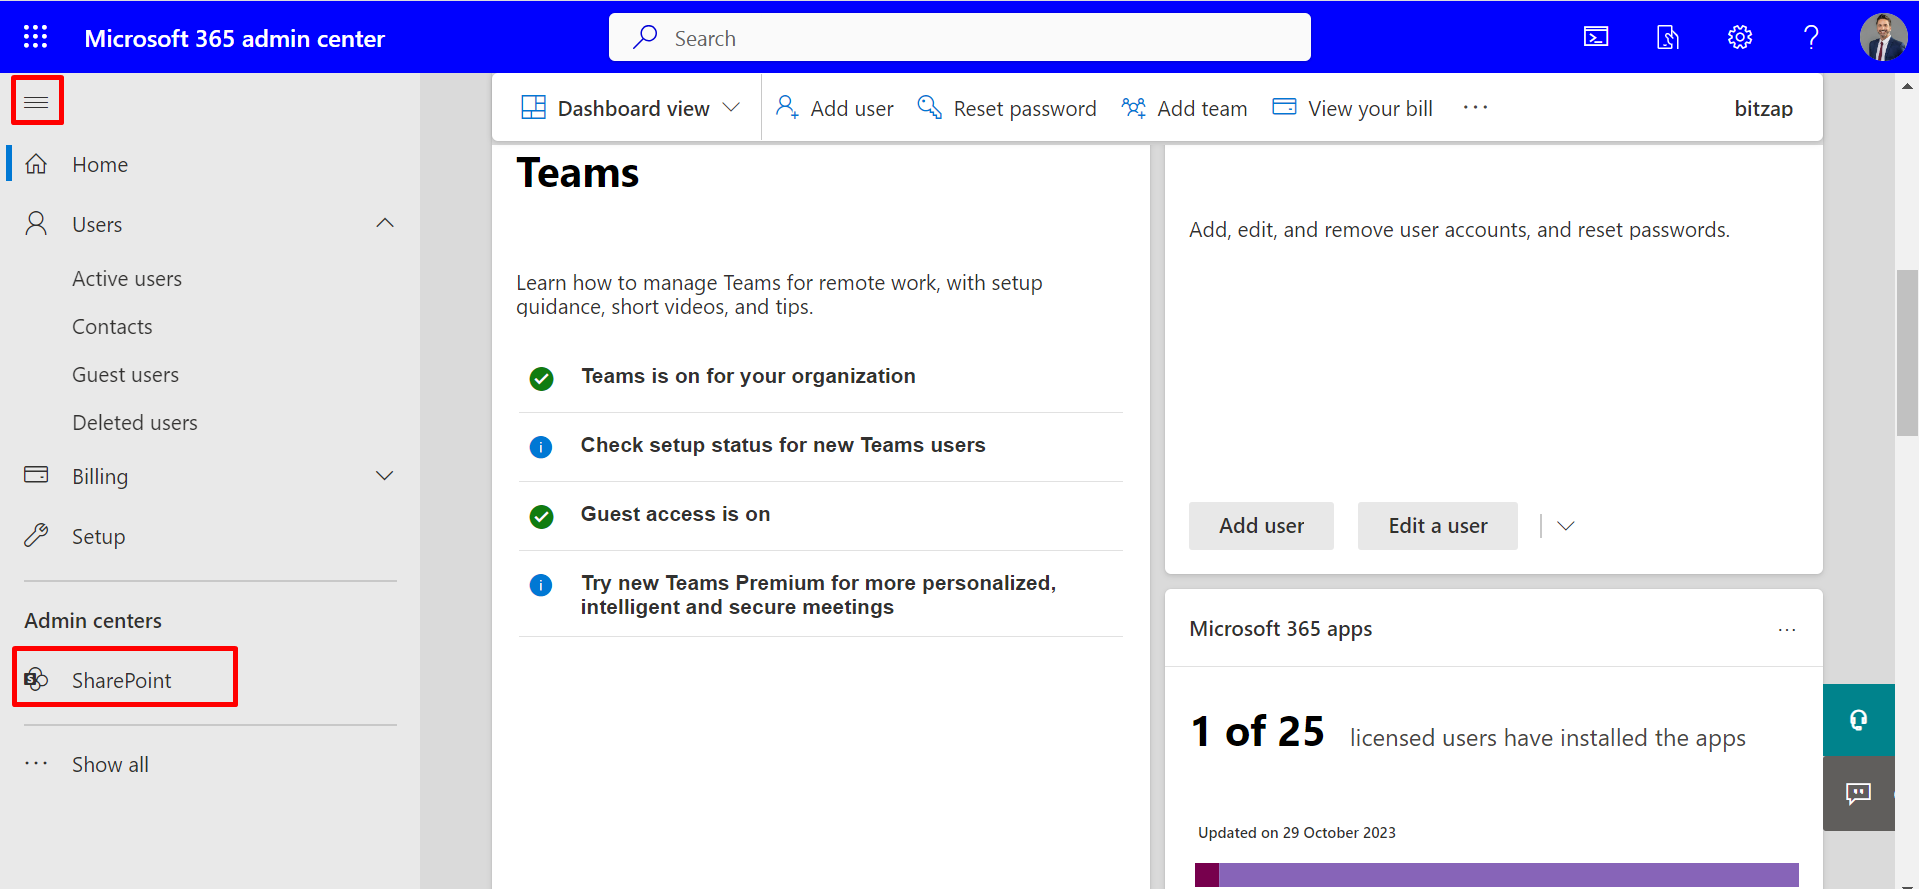 Microsoft 365 admin center
Search
Dashboard view
Add user
Reset password
Add team
View your bill
bitzap
Home
Users
Active users
Contacts
Guest users
Deleted users
Billing
Setup
Admin centers
SharePoint
Show all
Teams
Learn how to manage Teams for remote work, with setup
guidance, short videos, and tips.
Teams is on for your organization
Check setup status for new Teams users
Guest access is on
Try new Teams Premium for more personalized,
intelligent and secure meetings
Add, edit, and remove user accounts, and reset passwords.
Add user
Edit a user
Microsoft 365 apps
1 of 25 licensed users have installed the apps
Updated on 29 October 2023